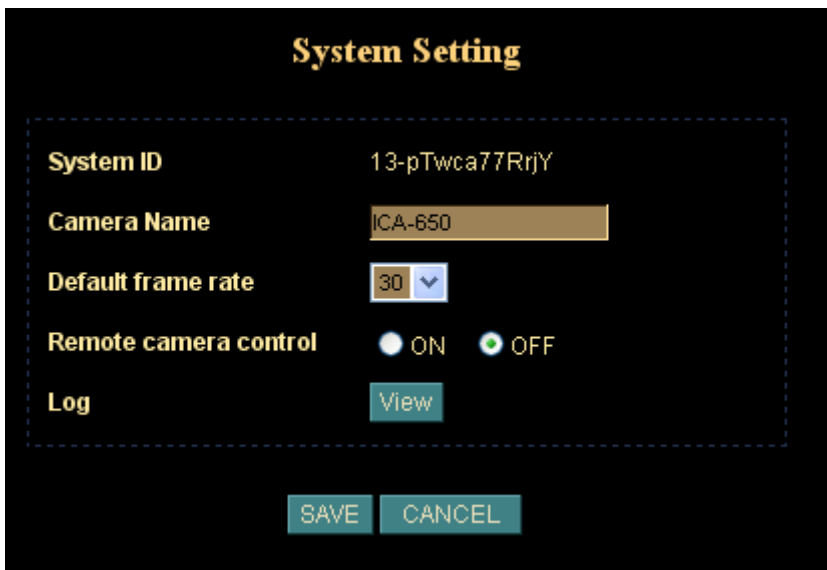 System Setting
System ID 13-pTwca77RrjY
Camera Name ICA-650
Default frame rate 30
Remote camera control ON OFF
Log View
SAVE CANCEL